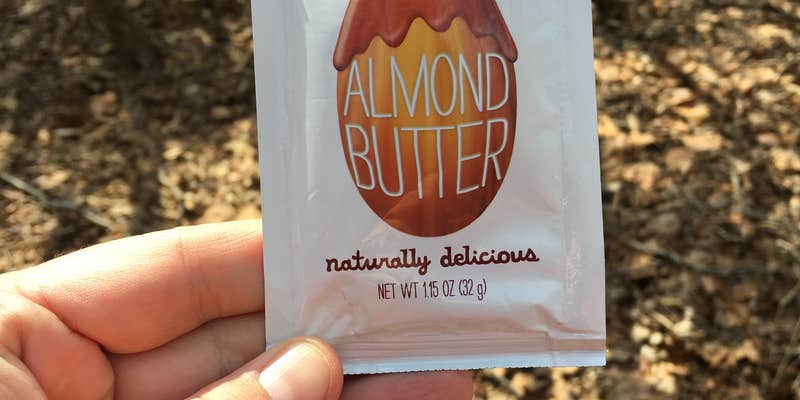 ALMOND
BUTTER
naturally delicious
NET WT 1.15 OZ (32 g)